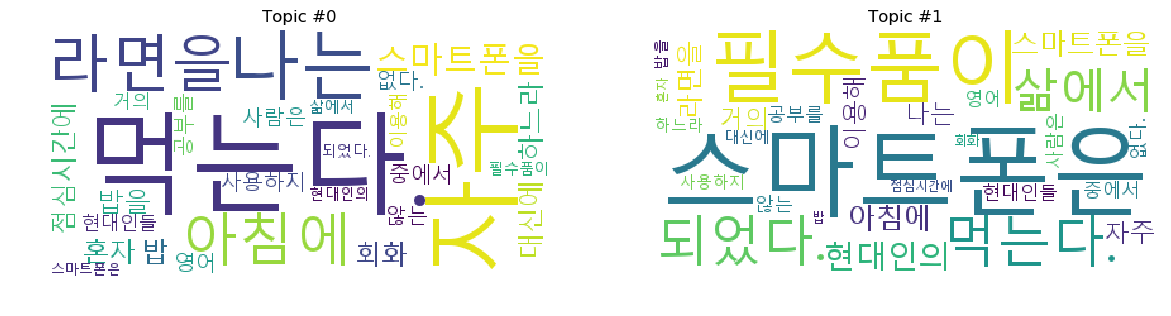 Topic #0
라면을
나는
스마트폰을
없다.
거의
공부를
사람은
삶에서
이용해
자주
하느라
점심시간에
먹는다.
되었다.
필수품이
사용하지
중에서
밥을
현대인의
않는
현대인들
아침에
대신에
혼자
밥
영어
회화
스마트폰은
Topic #1
밥을
라면을
필수품이
스마트폰을
혼자
거의
공부를
이용해
나는
영어
삶에서
하느라
대신에
스마트폰은
회화
사람은
없다.
사용하지
점심시간에
현대인들
중에서
않는
밥
아침에
되었다.
현대인의
먹는다.
자주